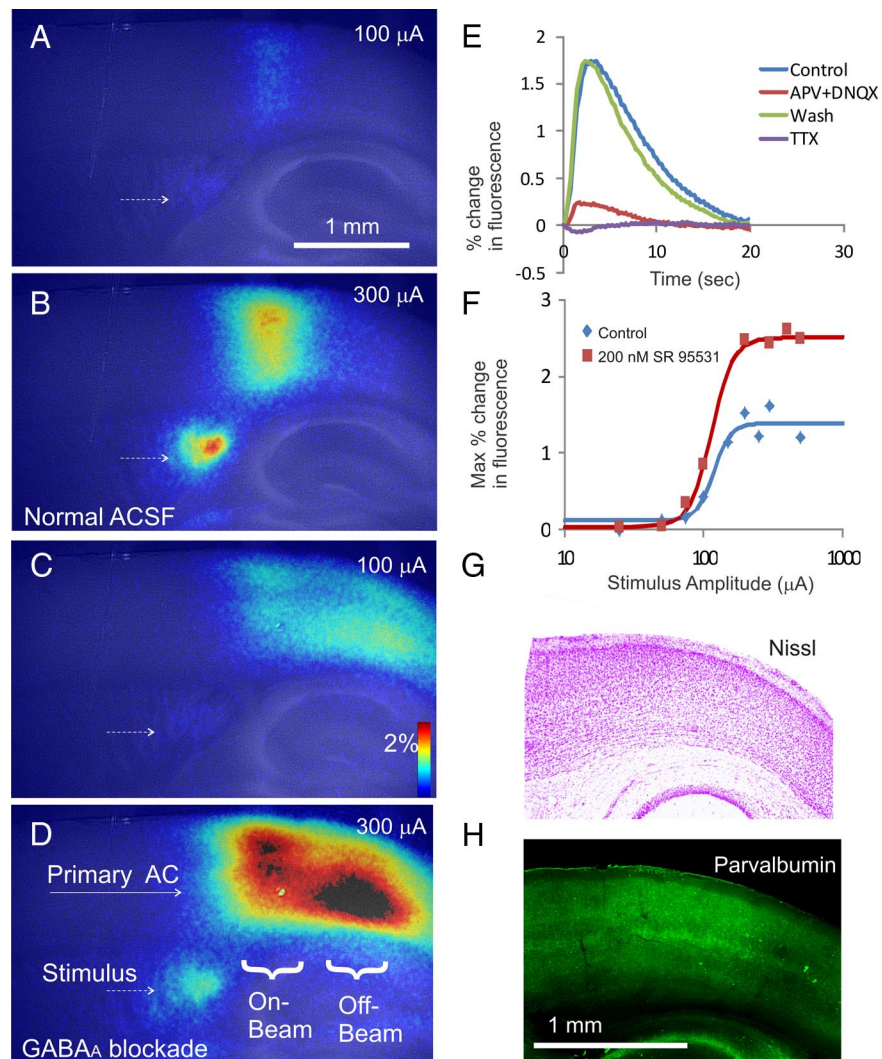 A
100 µA
1 mm
B
300 µA
Normal ACSF
C
100 µA
2%
D
300 µA
Primary AC
Stimulus
On-
Beam
Off-
Beam
GABAA blockade
E
% change
in fluorescence
2
1.5
1
0.5
0
-0.5
0
10
20
30
Time (sec)
Control
APV+DNQX
Wash
TTX
F
Max % change
in fluorescence
3
2
1
0
10
100
1000
Stimulus Amplitude (µA)
Control
200 nM SR 95531
G
Nissl
H
Parvalbumin
1 mm